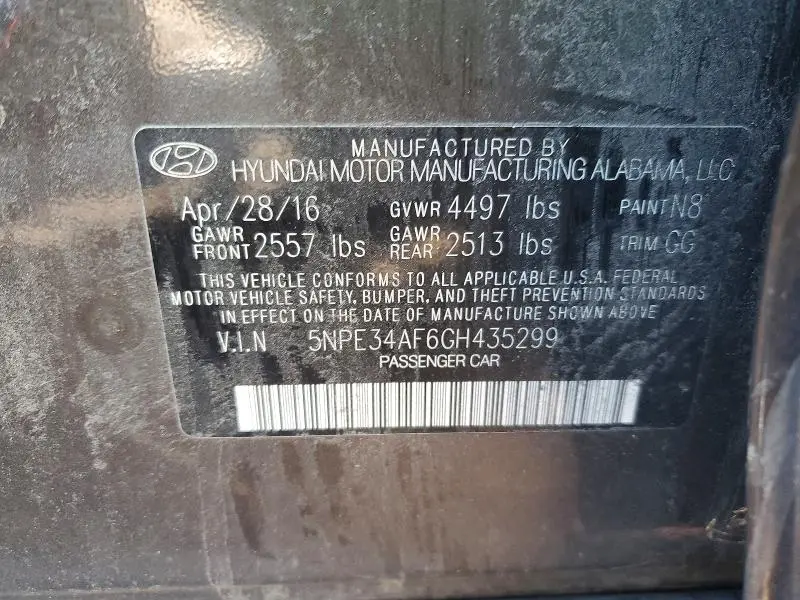 MANUFACTURED BY
HYUNDAI MOTOR MANUFACTURING ALABAMA, LLC
Apr/28/16 GVWR 4497 lbs PAINT N8
GAWR FRONT 2557 lbs GAWR REAR 2513 lbs TRIM GG
THIS VEHICLE CONFORMS TO ALL APPLICABLE U.S.A. FEDERAL
MOTOR VEHICLE SAFETY, BUMPER, AND THEFT PREVENTION STANDARDS
IN EFFECT ON THE DATE OF MANUFACTURE SHOWN ABOVE
V.I.N 5NPE34AF6GH435299
PASSENGER CAR